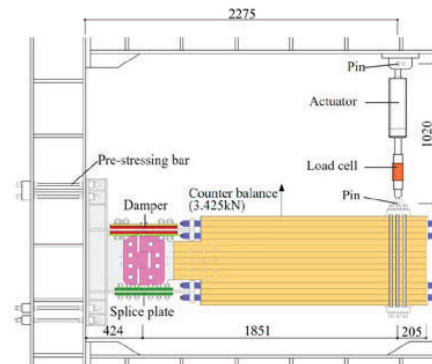 2275
Pin
Actuator
1020
Pre-stressing bar
Load cell
Counter balance
(3.425kN)
Pin
Damper
Splice plate
424
1851
205